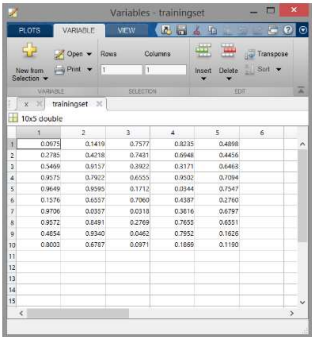 Variables - trainingset
PLOTS VARIABLE VIEW
New from Selection Open Print Rows Columns 1 1 Insert Delete Transpose Sort
VARIABLE SELECTION EDIT
x trainingset
10x5 double
1 2 3 4 5 6
1 0.0975 0.1419 0.7577 0.8235 0.4898
2 0.2785 0.4218 0.7431 0.6948 0.4456
3 0.5469 0.9157 0.3922 0.3171 0.6463
4 0.9575 0.7922 0.6555 0.9502 0.7094
5 0.9649 0.9595 0.1712 0.0344 0.7547
6 0.1576 0.6557 0.7060 0.4387 0.2760
7 0.9706 0.0357 0.0318 0.3816 0.6797
8 0.9572 0.8491 0.2769 0.7655 0.6551
9 0.4854 0.9340 0.0462 0.7952 0.1626
10 0.8003 0.6787 0.0971 0.1869 0.1190
11
12
13
14
15